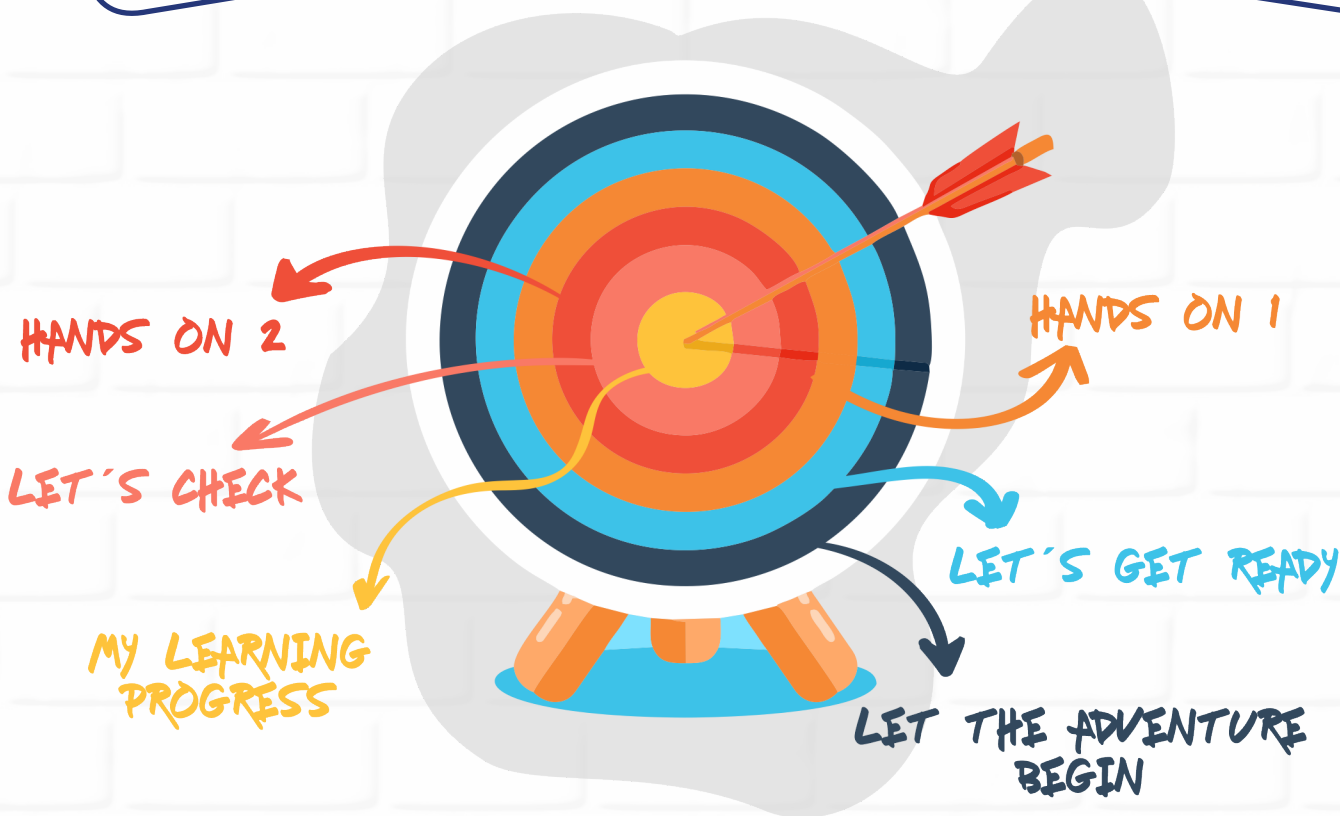 HANDS ON 2
HANDS ON 1
LET´S CHECK
LET´S GET READY
MY LEARNING
PROGRESS
LET THE ADVENTURE
BEGIN